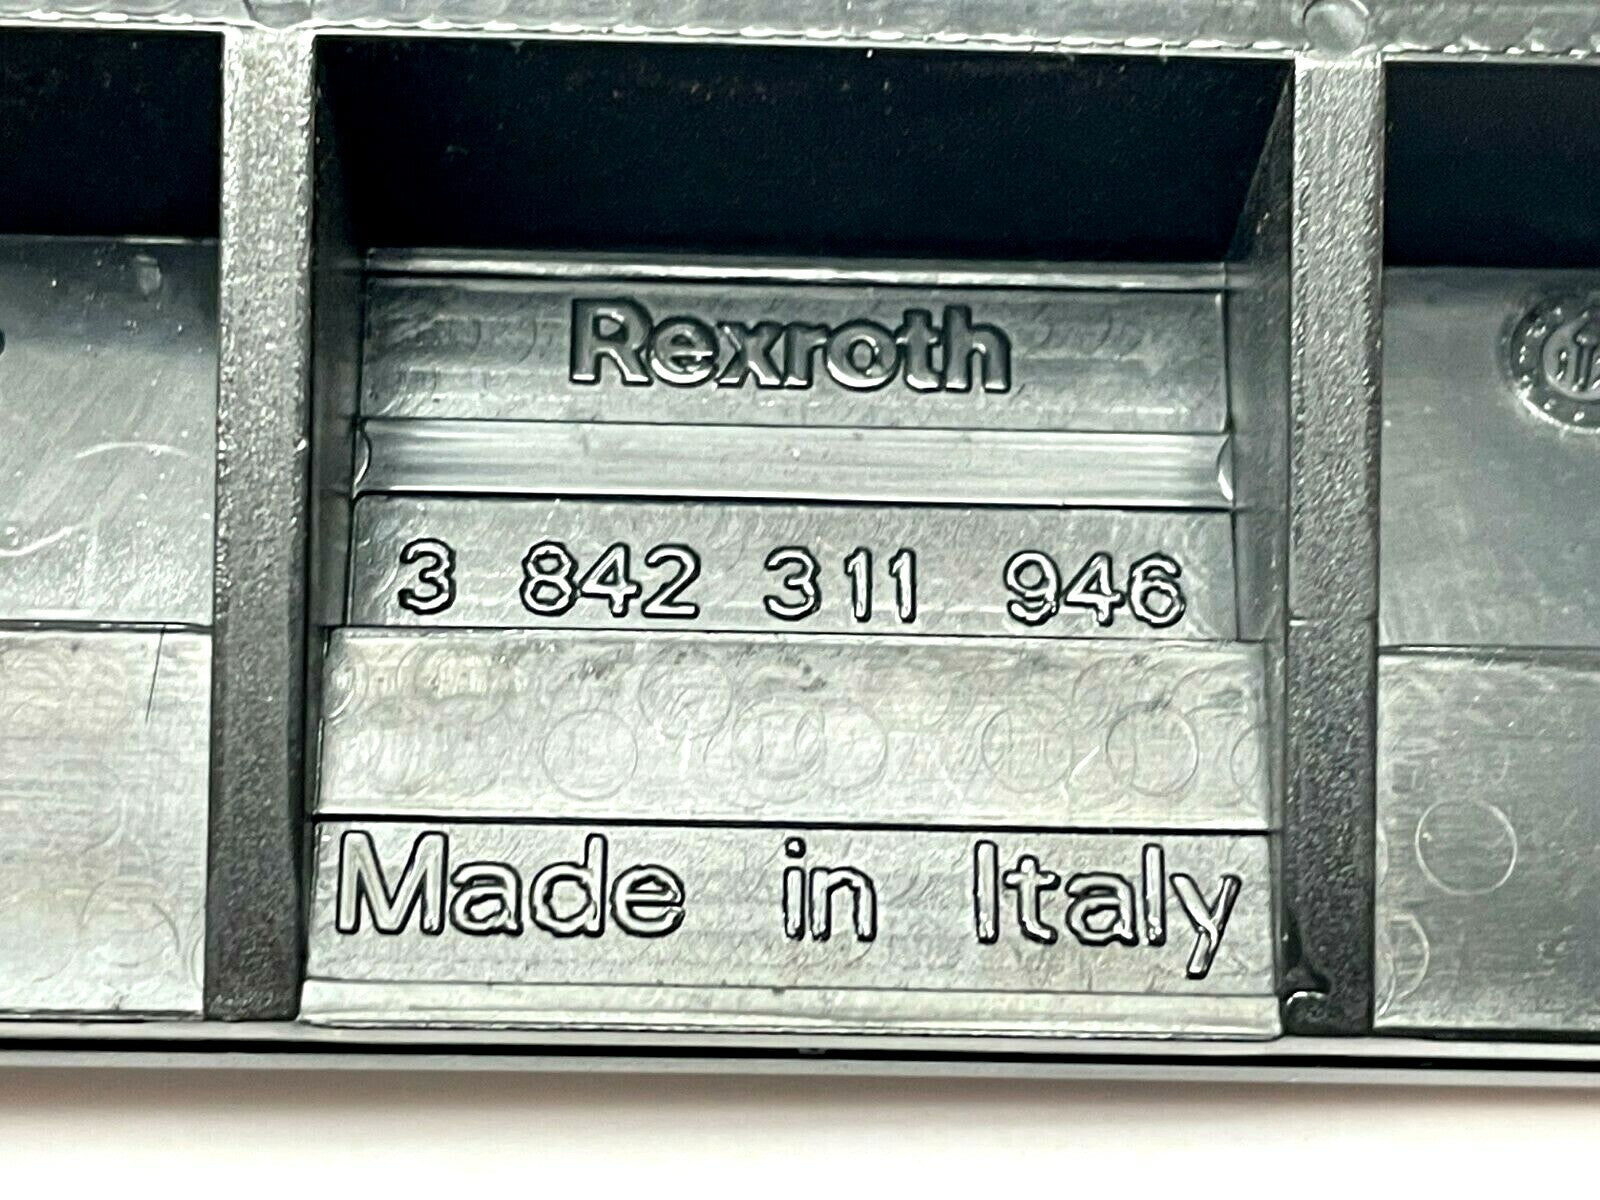 Rexroth
3 842 311 946
Made in Italy